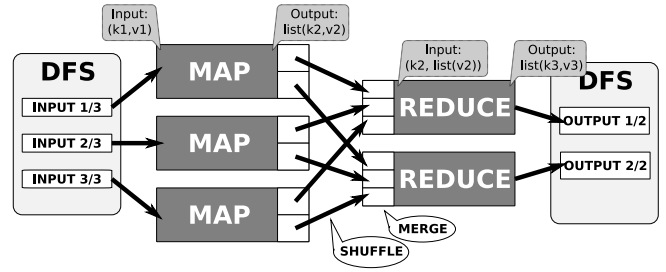 Input:
(k1,v1)
Output:
list(k2,v2)
Input:
(k2, list(v2))
Output:
list(k3,v3)
DFS
INPUT 1/3
INPUT 2/3
INPUT 3/3
MAP
MAP
MAP
REDUCE
REDUCE
SHUFFLE
MERGE
DFS
OUTPUT 1/2
OUTPUT 2/2